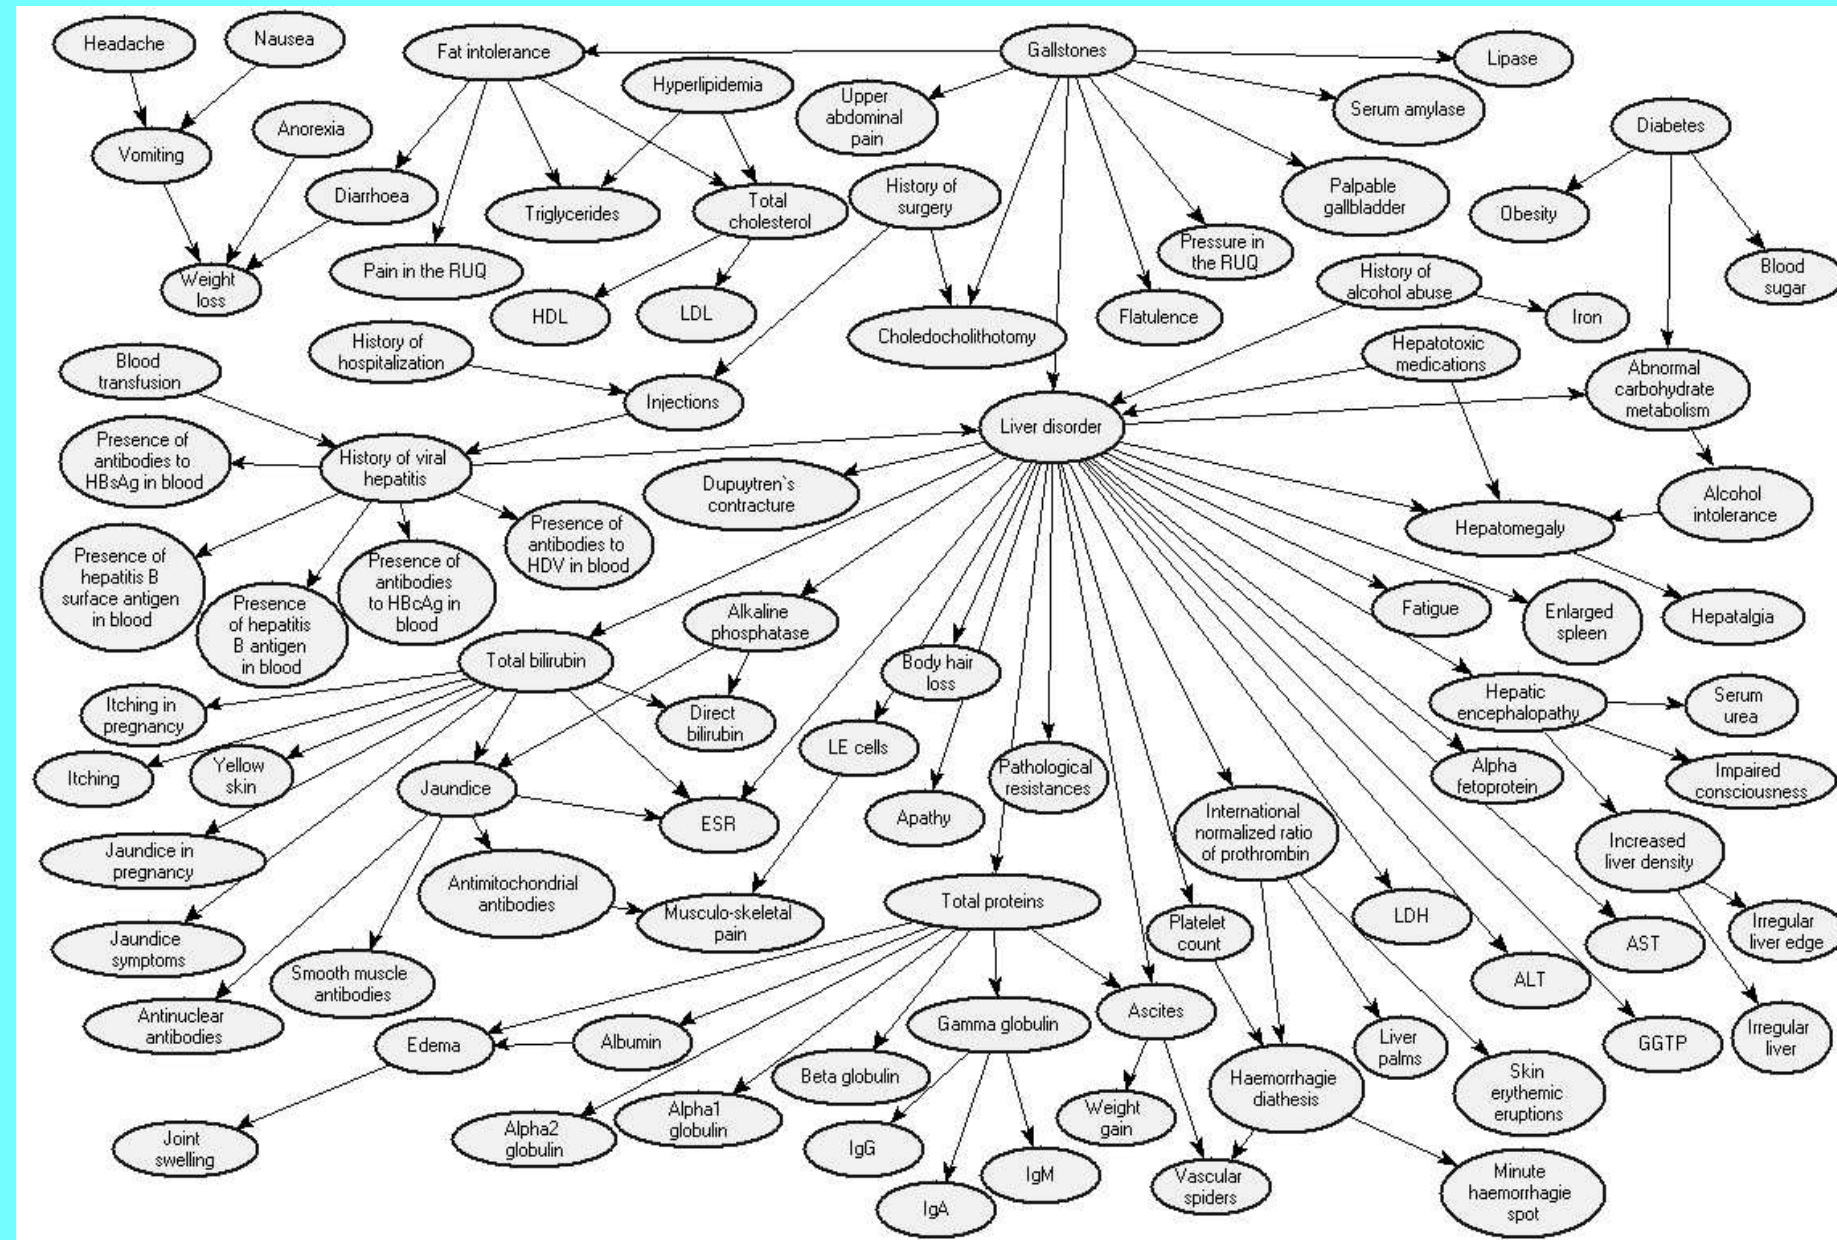 Headache
Nausea
Fat intolerance
Gallstones
Lipase
Hyperlipidemia
Upper
abdominal
pain
Serum amylase
Diabetes
Anorexia
Vomiting
Diarrhoea
Triglycerides
Total
cholesterol
History of
surgery
Palpable
gallbladder
Obesity
Pressure in
the RUQ
Pain in the RUQ
Weight
loss
History of
alcohol abuse
Blood
sugar
HDL
LDL
Choledocholithotomy
Flatulence
Iron
History of
hospitalization
Hepatotoxic
medications
Blood
transfusion
Injections
Abnormal
carbohydrate
metabolism
Liver disorder
Presence of
antibodies to
HBsAg in blood
History of viral
hepatitis
Dupuytren`s
contracture
Alcohol
intolerance
Hepatomegaly
Presence of
antibodies to
HDV in blood
Presence of
hepatitis B
surface antigen
in blood
Presence of
antibodies
to HBcAg in
blood
Presence
of hepatitis
B antigen
in blood
Alkaline
phosphatase
Fatigue
Enlarged
spleen
Hepatalgia
Total bilirubin
Body hair
loss
Hepatic
encephalopathy
Serum
urea
Itching in
pregnancy
Direct
bilirubin
LE cells
Itching
Yellow
skin
Pathological
resistances
Alpha
fetoprotein
Impaired
consciousness
Jaundice
ESR
Apathy
International
normalized ratio
of prothrombin
Increased
liver density
Jaundice in
pregnancy
Antimitochondrial
antibodies
Musculo-skeletal
pain
Total proteins
Platelet
count
LDH
AST
Irregular
liver edge
Jaundice
symptoms
Smooth muscle
antibodies
ALT
Antinuclear
antibodies
Edema
Albumin
Gamma globulin
Ascites
Liver
palms
GGTP
Irregular
liver
Beta globulin
Haemorrhagie
diathesis
Skin
erythemic
eruptions
Alpha1
globulin
Weight
gain
Joint
swelling
Alpha2
globulin
IgG
IgM
Vascular
spiders
Minute
haemorrhagie
spot
IgA